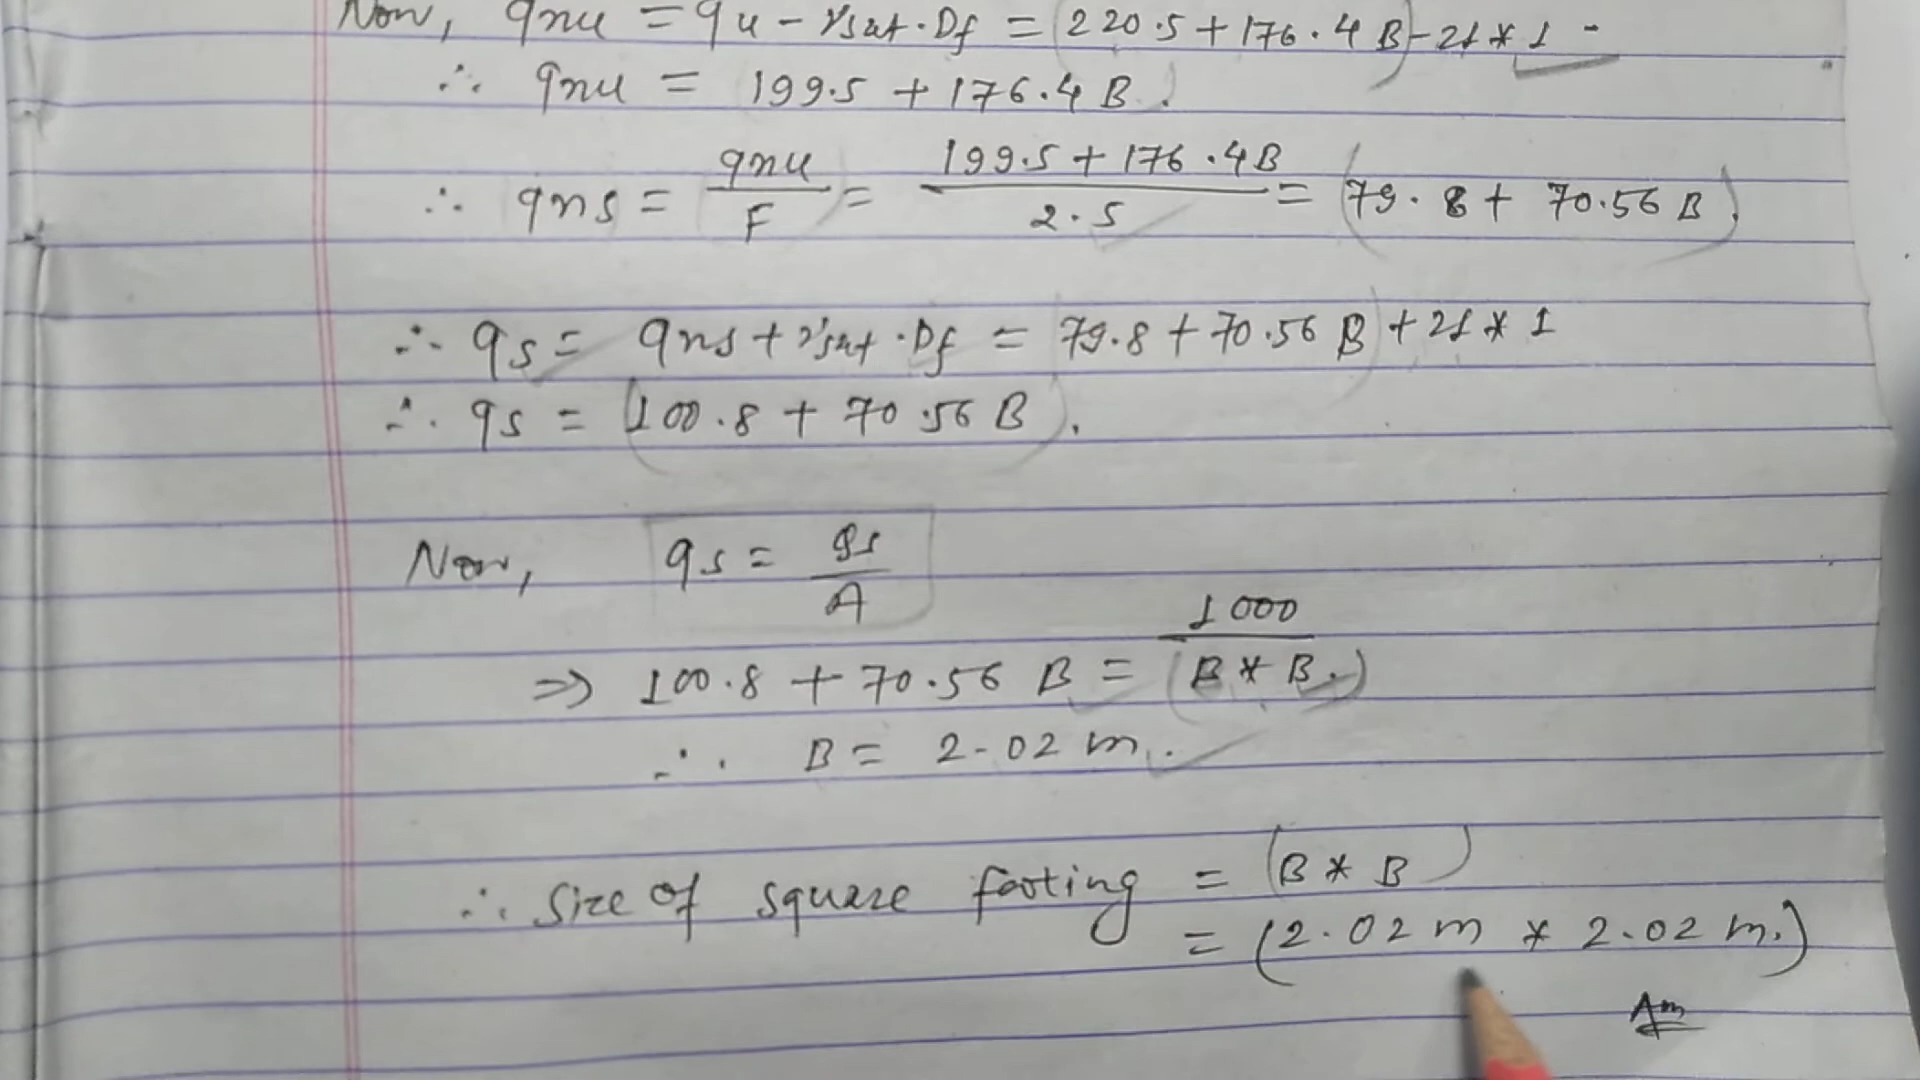 Now, qnu = qu - γsat. Df = (220.5 + 176.4 B) - 21 * 1
∴ qnu = 199.5 + 176.4 B.
∴ qns = qnu / F = 199.5 + 176.4 B / 2.5 = (79.8 + 70.56 B).
∴ qs = qns + γsat. Df = 79.8 + 70.56 B) + 21 * 1
∴ qs = (100.8 + 70.56 B).
Now, qs = Qs / A
⇒ 100.8 + 70.56 B = 1000 / (B * B.)
∴ B = 2.02 m.
∴ Size of square footing = (B * B)
= (2.02 m * 2.02 m.)
Ans